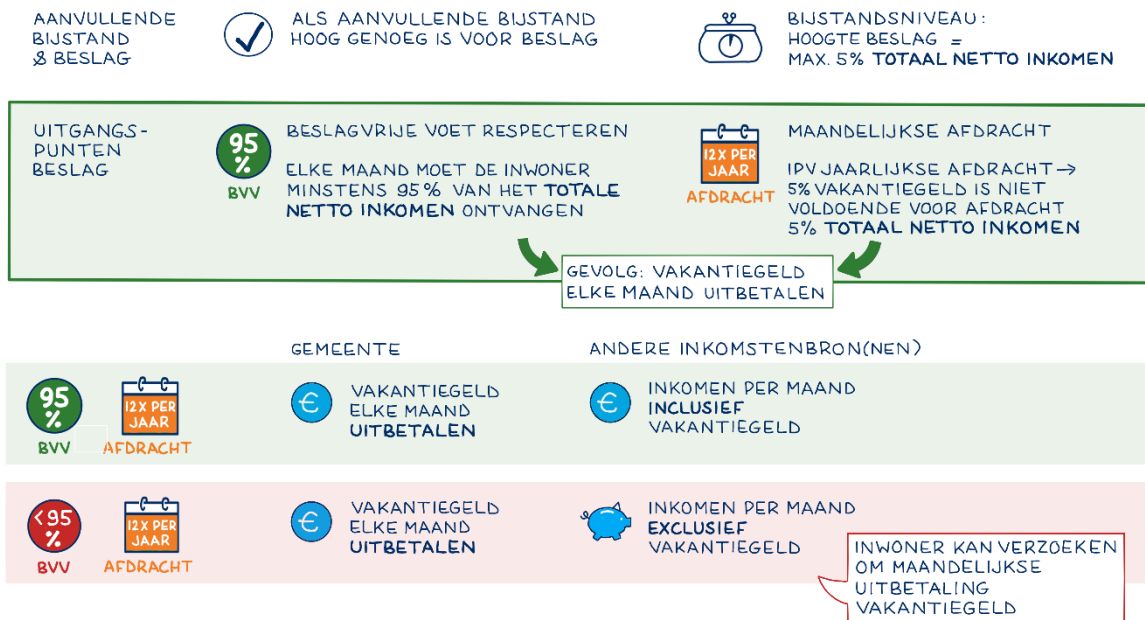 AANVULLENDE
BIJSTAND
& BESLAG
ALS AANVULLENDE BIJSTAND
HOOG GENOEG IS VOOR BESLAG
BIJSTANDSNIVEAU:
HOOGTE BESLAG =
MAX. 5% TOTAAL NETTO INKOMEN
UITGANGS-
PUNTEN
BESLAG
95
%
BVV
BESLAGVRIJE VOET RESPECTEREN
ELKE MAAND MOET DE INWONER
MINSTENS 95% VAN HET TOTALE
NETTO INKOMEN ONTVANGEN
12X PER
JAAR
AFDRACHT
MAANDELIJKSE AFDRACHT
IPV JAARLIJKSE AFDRACHT →
5% VAKANTIEGELD IS NIET
VOLDOENDE VOOR AFDRACHT
5% TOTAAL NETTO INKOMEN
GEVOLG: VAKANTIEGELD
ELKE MAAND UITBETALEN
GEMEENTE
ANDERE INKOMSTENBRON(NEN)
95
%
BVV
12X PER
JAAR
AFDRACHT
€
VAKANTIEGELD
ELKE MAAND
UITBETALEN
€
INKOMEN PER MAAND
INCLUSIEF
VAKANTIEGELD
<95
%
BVV
12X PER
JAAR
AFDRACHT
€
VAKANTIEGELD
ELKE MAAND
UITBETALEN
INKOMEN PER MAAND
EXCLUSIEF
VAKANTIEGELD
INWONER KAN VERZOEKEN
OM MAANDELIJKSE
UITBETALING
VAKANTIEGELD